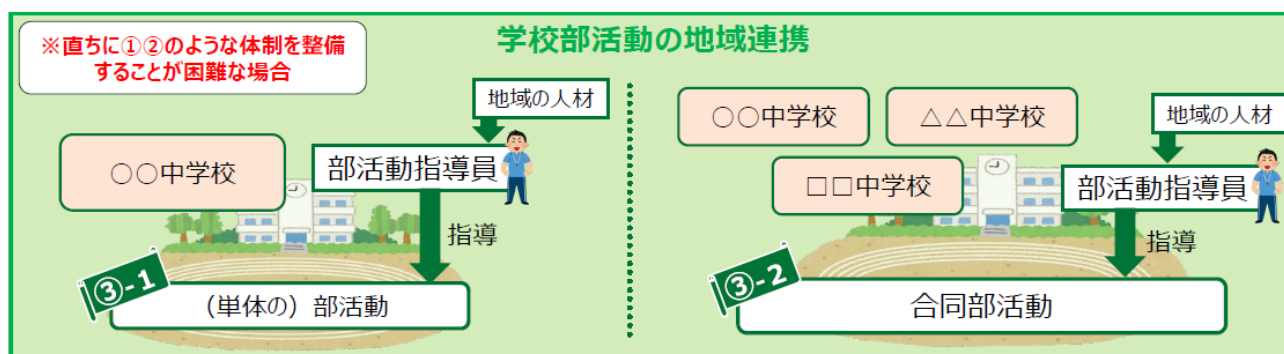 学校部活動の地域連携
※直ちに①②のような体制を整備
することが困難な場合
地域の人材
○○中学校
部活動指導員
指導
③-1
（単体の）部活動
○○中学校
△△中学校
地域の人材
□□中学校
部活動指導員
指導
③-2
合同部活動